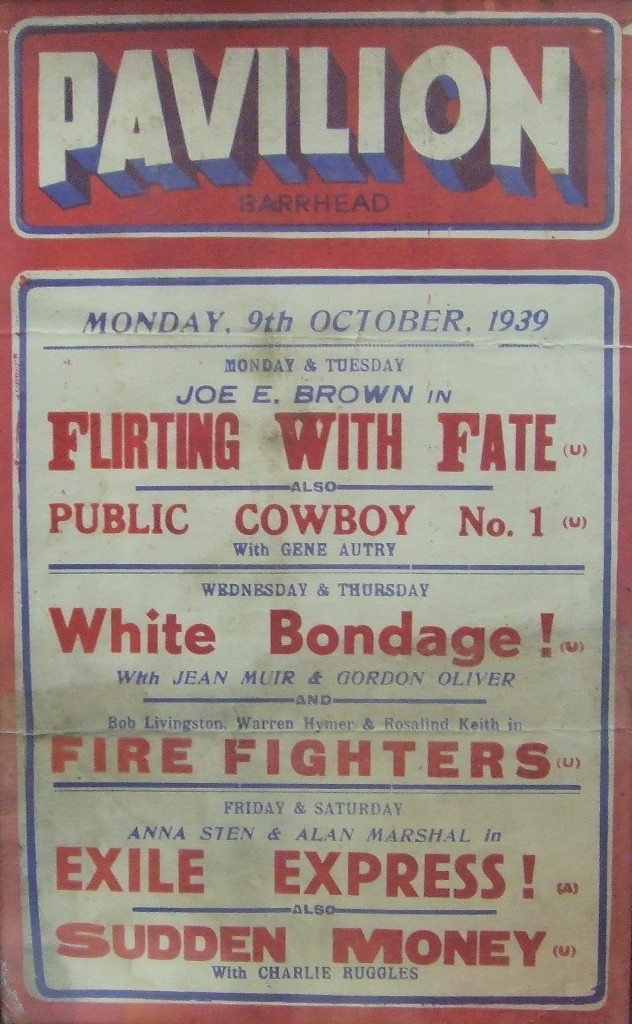 PAVILION
BARRHEAD
MONDAY, 9th OCTOBER, 1939
MONDAY & TUESDAY
JOE E. BROWN IN
FLIRTING WITH FATE (U)
ALSO
PUBLIC COWBOY No. 1 (U)
With GENE AUTRY
WEDNESDAY & THURSDAY
White Bondage! (U)
With JEAN MUIR & GORDON OLIVER
AND
Bob Livingston, Warren Hymer & Rosalind Keith in
FIRE FIGHTERS (U)
FRIDAY & SATURDAY
ANNA STEN & ALAN MARSHAL in
EXILE EXPRESS! (A)
ALSO
SUDDEN MONEY (U)
With CHARLIE RUGGLES